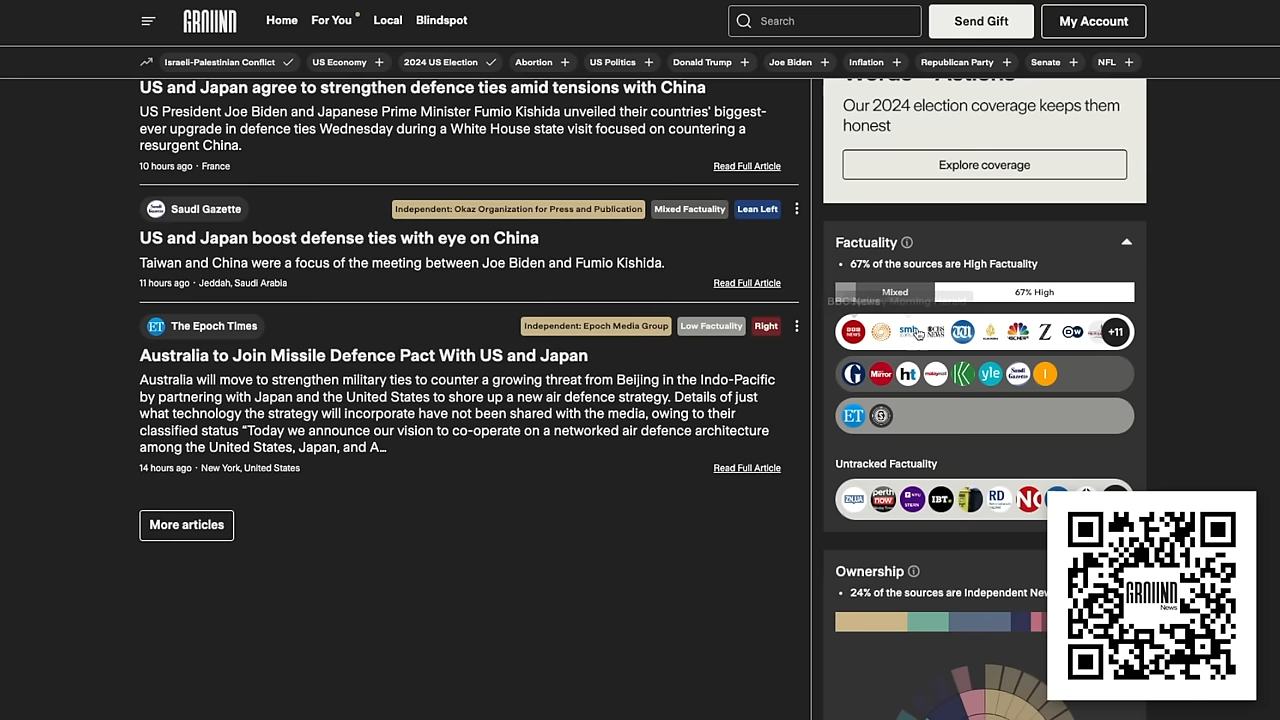 GROUND
Home
For You
Local
Blindspot
Search
Send Gift
My Account
Israeli-Palestinian Conflict
US Economy
2024 US Election
Abortion
US Politics
Donald Trump
Joe Biden
Inflation
Republican Party
Senate
NFL
US and Japan agree to strengthen defence ties amid tensions with China
US President Joe Biden and Japanese Prime Minister Fumio Kishida unveiled their countries' biggest-
ever upgrade in defence ties Wednesday during a White House state visit focused on countering a
resurgent China.
10 hours ago · France
Read Full Article
Saudi Gazette
Independent: Okaz Organization for Press and Publication
Mixed Factuality
Lean Left
US and Japan boost defense ties with eye on China
Taiwan and China were a focus of the meeting between Joe Biden and Fumio Kishida.
11 hours ago · Jeddah, Saudi Arabia
Read Full Article
ET
The Epoch Times
Independent: Epoch Media Group
Low Factuality
Right
Australia to Join Missile Defence Pact With US and Japan
Australia will move to strengthen military ties to counter a growing threat from Beijing in the Indo-Pacific
by partnering with Japan and the United States to shore up a new air defence strategy. Details of just
what technology the strategy will incorporate have not been shared with the media, owing to their
classified status “Today we announce our vision to co-operate on a networked air defence architecture
among the United States, Japan, and A...
14 hours ago · New York, United States
Read Full Article
More articles
Our 2024 election coverage keeps them
honest
Explore coverage
Factuality
• 67% of the sources are High Factuality
Mixed
67% High
BBC News
+11
G
Mirror
ht
yle
ET
Untracked Factuality
perth now
IBT
RD
Ownership
• 24% of the sources are Independent New
GROUND
News